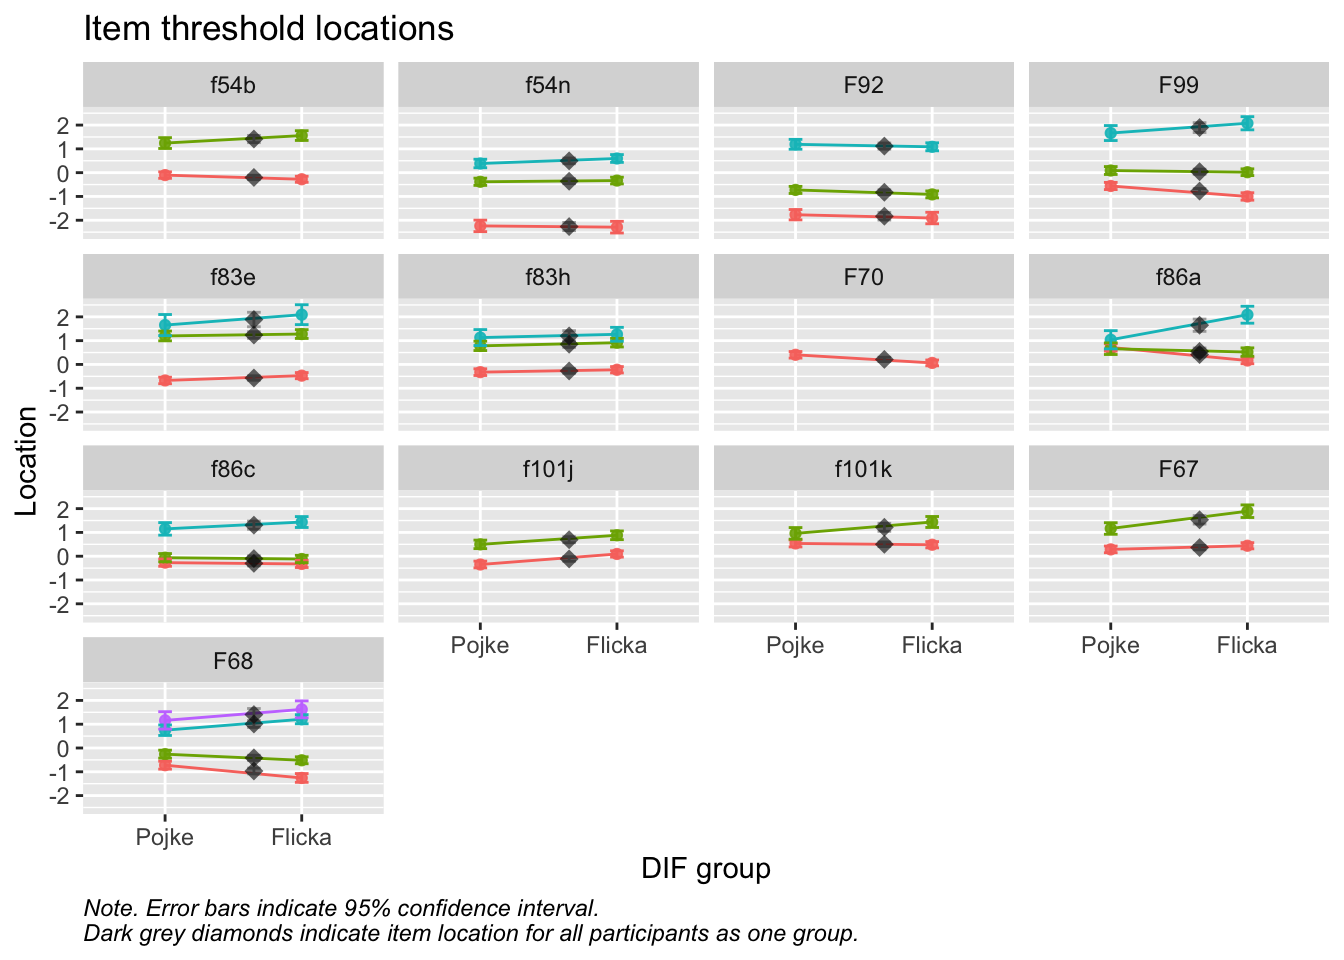 Item threshold locations
f54b f54n F92 F99
2
1
0
-1
-2
f83e f83h F70 f86a
2
1
0
-1
-2
Location
f86c f101j f101k F67
2
1
0
-1
-2
Pojke Flicka Pojke Flicka Pojke Flicka
F68
2
1
0
-1
-2
Pojke Flicka
DIF group
Note. Error bars indicate 95% confidence interval.
Dark grey diamonds indicate item location for all participants as one group.